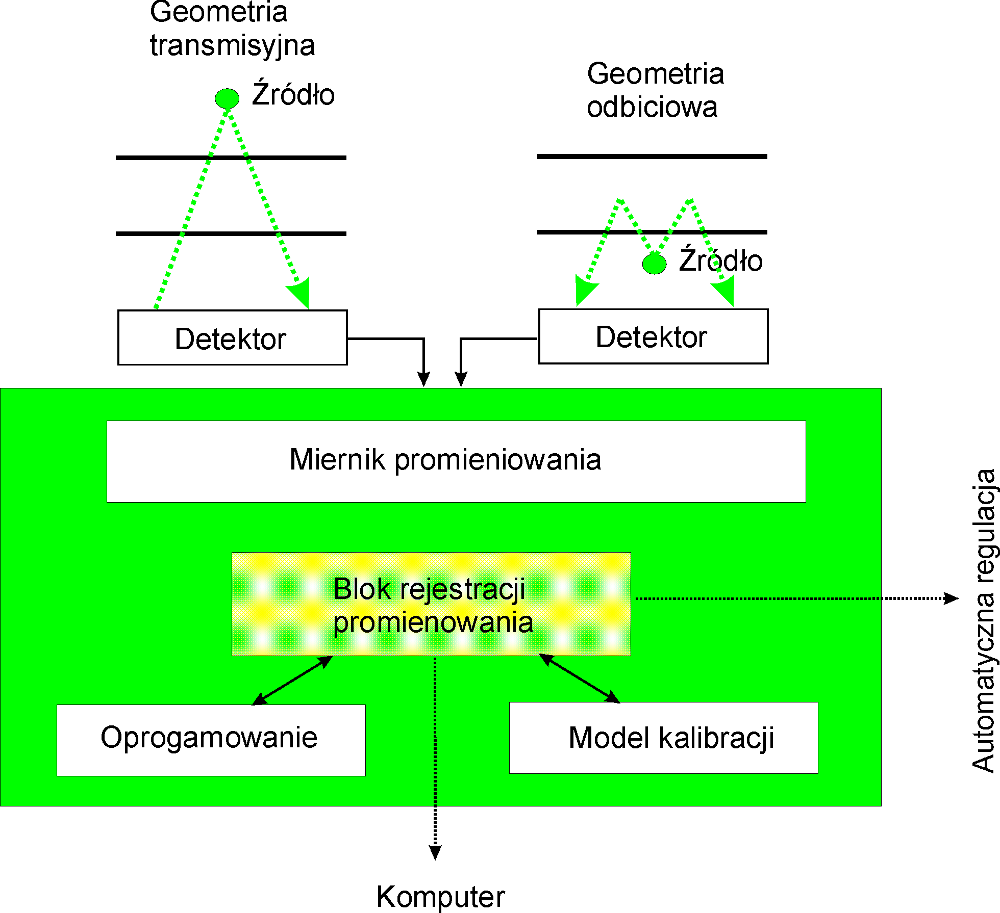 Geometria
transmisyjna
Źródło
Geometria
odbiciowa
Źródło
Detektor
Detektor
Miernik promieniowania
Blok rejestracji
promienowania
Automatyczna regulacja
Oprogamowanie
Model kalibracji
Komputer